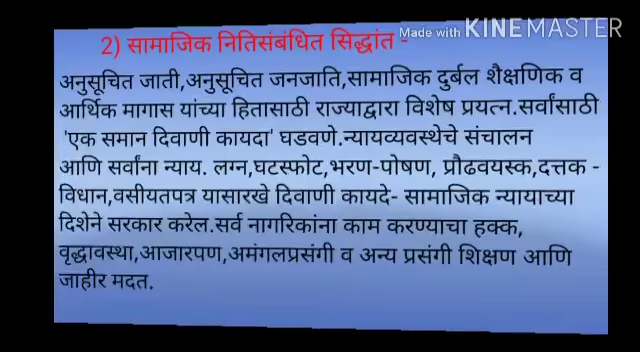 Made with KINEMASTER
2) सामाजिक नितिसंबंधित सिद्धांत -
अनुसूचित जाती,अनुसूचित जनजाति,सामाजिक दुर्बल शैक्षणिक व
आर्थिक मागास यांच्या हितासाठी राज्याद्वारा विशेष प्रयत्न.सर्वांसाठी
'एक समान दिवाणी कायदा' घडवणे.न्यायव्यवस्थेचे संचालन
आणि सर्वांना न्याय. लग्न,घटस्फोट,भरण-पोषण, प्रौढवयस्क,दत्तक -
विधान,वसीयतपत्र यासारखे दिवाणी कायदे- सामाजिक न्यायाच्या
दिशेने सरकार करेल.सर्व नागरिकांना काम करण्याचा हक्क,
वृद्धावस्था,आजारपण,अमंगलप्रसंगी व अन्य प्रसंगी शिक्षण आणि
जाहीर मदत.